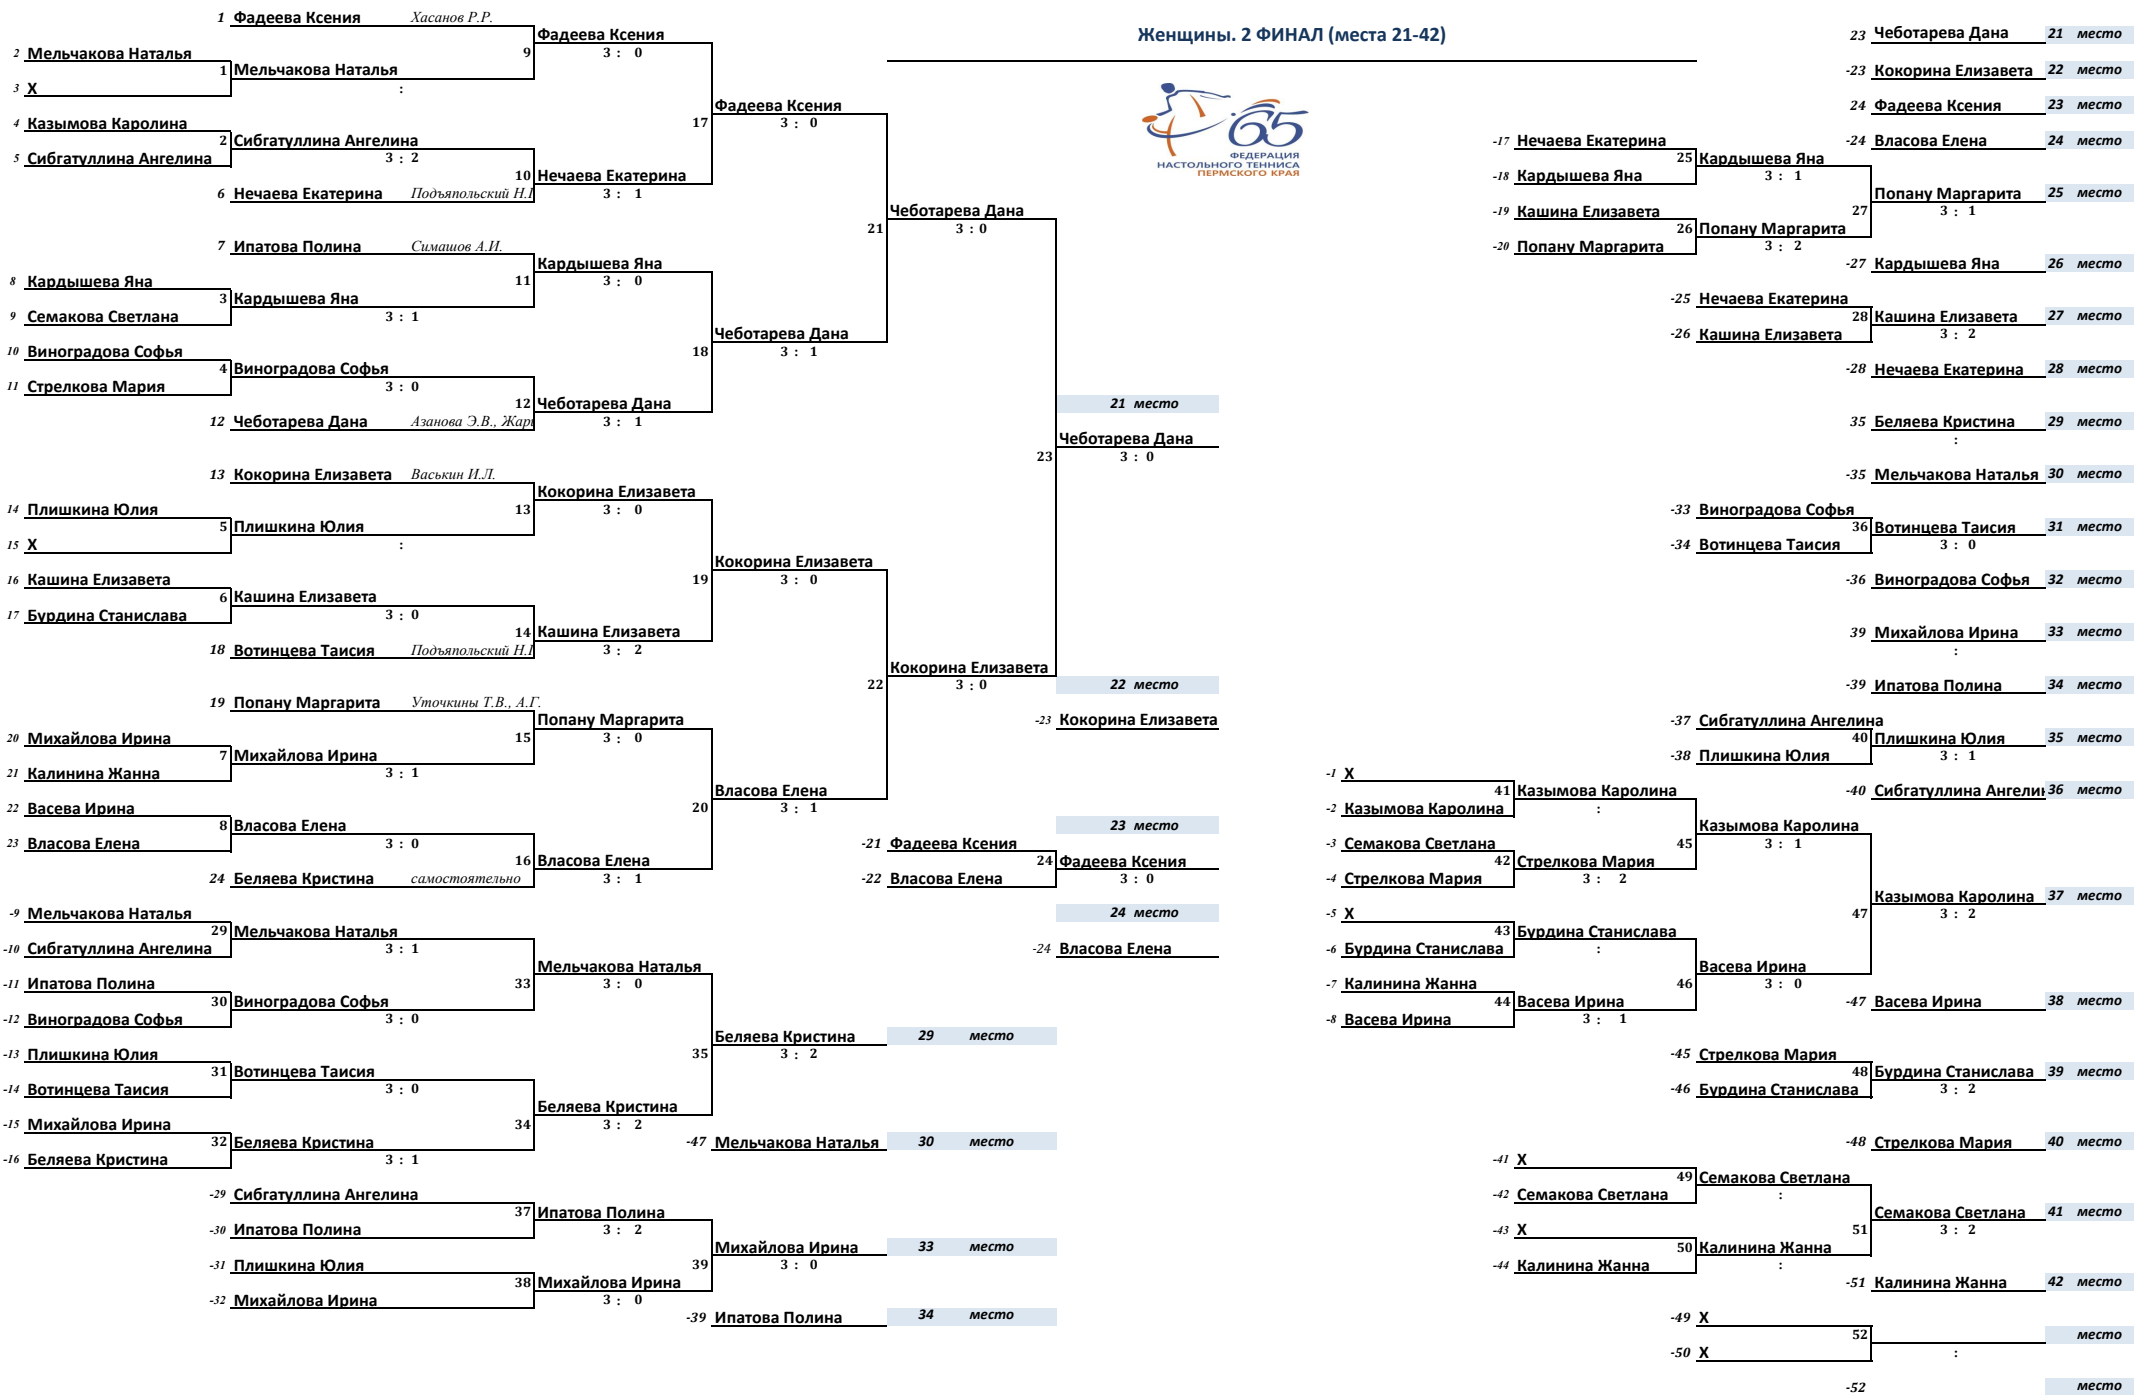 Женщины. 2 ФИНАЛ (места 21-42)
65
ФЕДЕРАЦИЯ
НАСТОЛЬНОГО ТЕННИСА
ПЕРМСКОГО КРАЯ
1 Фадеева Ксения Хасанов Р.Р.
2 Мельчакова Наталья
3 X
4 Казымова Каролина
5 Сибгатуллина Ангелина
6 Нечаева Екатерина Подъяпольский Н.
7 Ипатова Полина Симашов А.И.
8 Кардышева Яна
9 Семакова Светлана
10 Виноградова Софья
11 Стрелкова Мария
12 Чеботарева Дана Азанова Э.В., Жар
13 Кокорина Елизавета Васькин И.Л.
14 Плишкина Юлия
15 X
16 Кашина Елизавета
17 Бурдина Станислава
18 Вотинцева Таисия Подъяпольский Н.
19 Попану Маргарита Уточкины Т.В., А.Г.
20 Михайлова Ирина
21 Калинина Жанна
22 Васева Ирина
23 Власова Елена
24 Беляева Кристина самостоятельно
1 Мельчакова Наталья
:
2 Сибгатуллина Ангелина
3 : 2
3 Кардышева Яна
3 : 1
4 Виноградова Софья
3 : 0
5 Плишкина Юлия
:
6 Кашина Елизавета
3 : 0
7 Михайлова Ирина
3 : 1
8 Власова Елена
3 : 0
9 Фадеева Ксения
3 : 0
10 Нечаева Екатерина
3 : 1
11 Кардышева Яна
3 : 0
12 Чеботарева Дана
3 : 1
13 Кокорина Елизавета
3 : 0
14 Кашина Елизавета
3 : 2
15 Попану Маргарита
3 : 0
16 Власова Елена
3 : 1
17 Фадеева Ксения
3 : 0
18 Чеботарева Дана
3 : 1
19 Кокорина Елизавета
3 : 0
20 Власова Елена
3 : 1
21 Чеботарева Дана
3 : 0
22 Кокорина Елизавета
3 : 0
21 место
23 Чеботарева Дана
3 : 0
22 место
-23 Кокорина Елизавета
23 место
-21 Фадеева Ксения
-22 Власова Елена
24 Фадеева Ксения
3 : 0
24 место
-24 Власова Елена
-9 Мельчакова Наталья
-10 Сибгатуллина Ангелина
-11 Ипатова Полина
-12 Виноградова Софья
-13 Плишкина Юлия
-14 Вотинцева Таисия
-15 Михайлова Ирина
-16 Беляева Кристина
29 Мельчакова Наталья
3 : 1
30 Виноградова Софья
3 : 0
31 Вотинцева Таисия
3 : 0
32 Беляева Кристина
3 : 1
33 Мельчакова Наталья
3 : 0
34 Беляева Кристина
3 : 2
35 Беляева Кристина 29 место
3 : 2
-47 Мельчакова Наталья 30 место
-29 Сибгатуллина Ангелина
-30 Ипатова Полина
-31 Плишкина Юлия
-32 Михайлова Ирина
37 Ипатова Полина
3 : 2
38 Михайлова Ирина
3 : 0
39 Михайлова Ирина 33 место
3 : 0
-39 Ипатова Полина 34 место
23 Чеботарева Дана 21 место
-23 Кокорина Елизавета 22 место
24 Фадеева Ксения 23 место
-24 Власова Елена 24 место
-17 Нечаева Екатерина
-18 Кардышева Яна
-19 Кашина Елизавета
-20 Попану Маргарита
25 Кардышева Яна
3 : 1
26 Попану Маргарита
3 : 2
27 Попану Маргарита 25 место
3 : 1
-27 Кардышева Яна 26 место
-25 Нечаева Екатерина
-26 Кашина Елизавета
28 Кашина Елизавета 27 место
3 : 2
-28 Нечаева Екатерина 28 место
35 Беляева Кристина 29 место
:
-35 Мельчакова Наталья 30 место
-33 Виноградова Софья
-34 Вотинцева Таисия
36 Вотинцева Таисия 31 место
3 : 0
-36 Виноградова Софья 32 место
39 Михайлова Ирина 33 место
:
-39 Ипатова Полина 34 место
-37 Сибгатуллина Ангелина
-38 Плишкина Юлия
40 Плишкина Юлия 35 место
3 : 1
-40 Сибгатуллина Ангелин 36 место
-1 X
-2 Казымова Каролина
-3 Семакова Светлана
-4 Стрелкова Мария
-5 X
-6 Бурдина Станислава
-7 Калинина Жанна
-8 Васева Ирина
41 Казымова Каролина
:
42 Стрелкова Мария
3 : 2
43 Бурдина Станислава
:
44 Васева Ирина
3 : 1
45 Казымова Каролина
3 : 1
46 Васева Ирина
3 : 0
47 Казымова Каролина 37 место
3 : 2
-47 Васева Ирина 38 место
-45 Стрелкова Мария
-46 Бурдина Станислава
48 Бурдина Станислава 39 место
3 : 2
-48 Стрелкова Мария 40 место
-41 X
-42 Семакова Светлана
-43 X
-44 Калинина Жанна
49 Семакова Светлана
:
50 Калинина Жанна
:
51 Семакова Светлана 41 место
3 : 2
-51 Калинина Жанна 42 место
-49 X
-50 X
52 место
:
-52 место